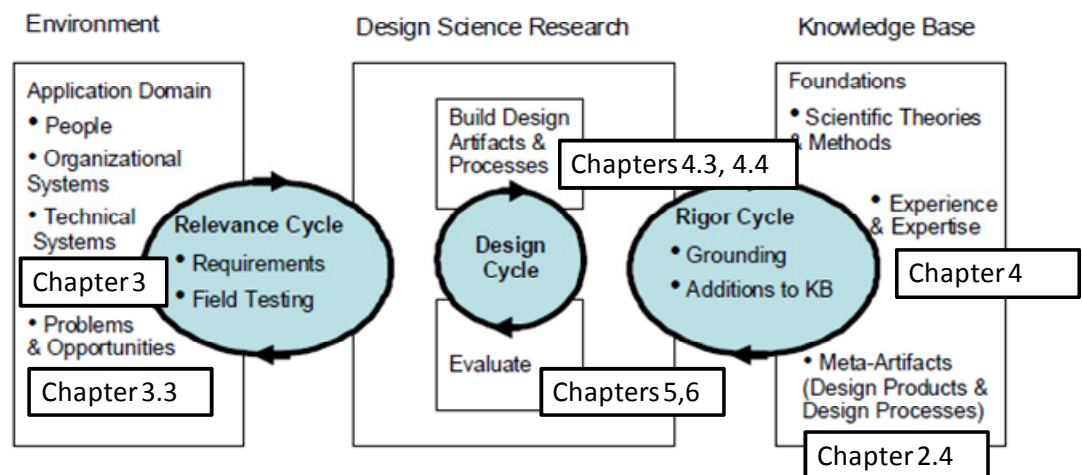 Environment
Design Science Research
Knowledge Base
Application Domain
• People
• Organizational
Systems
• Technical
Systems
Chapter 3
• Problems
& Opportunities
Chapter 3.3
Relevance Cycle
• Requirements
• Field Testing
Build Design
Artifacts &
Processes
Chapters 4.3, 4.4
Design
Cycle
Evaluate
Chapters 5,6
Rigor Cycle
• Grounding
• Additions to KB
Foundations
• Scientific Theories
& Methods
• Experience
& Expertise
Chapter 4
• Meta-Artifacts
(Design Products &
Design Processes)
Chapter 2.4